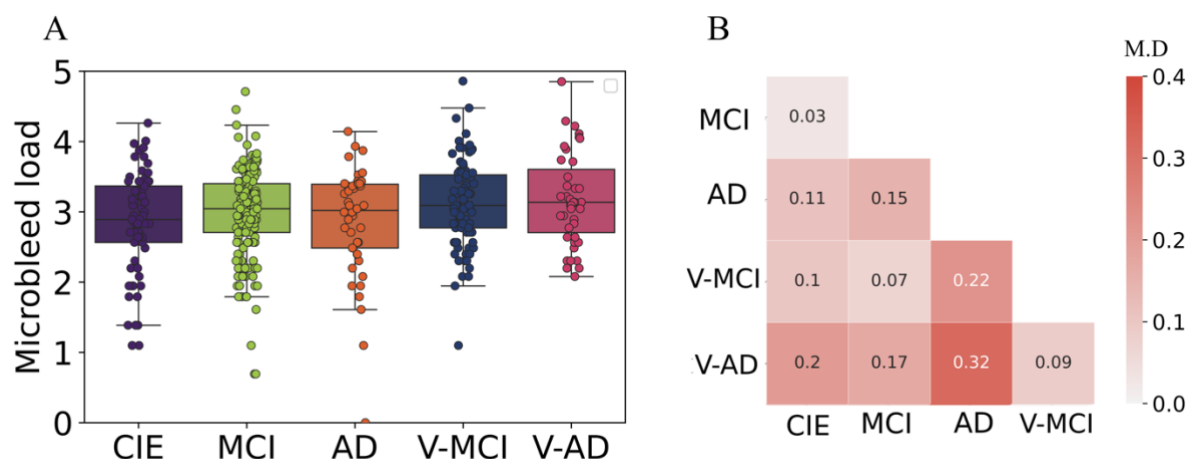 A
Microbleed load
5
4
3
2
1
0
CIE MCI AD V-MCI V-AD
B
M.D
MCI 0.03
AD 0.11 0.15
V-MCI 0.1 0.07 0.22
V-AD 0.2 0.17 0.32 0.09
CIE MCI AD V-MCI
0.4
0.3
0.2
0.1
0.0